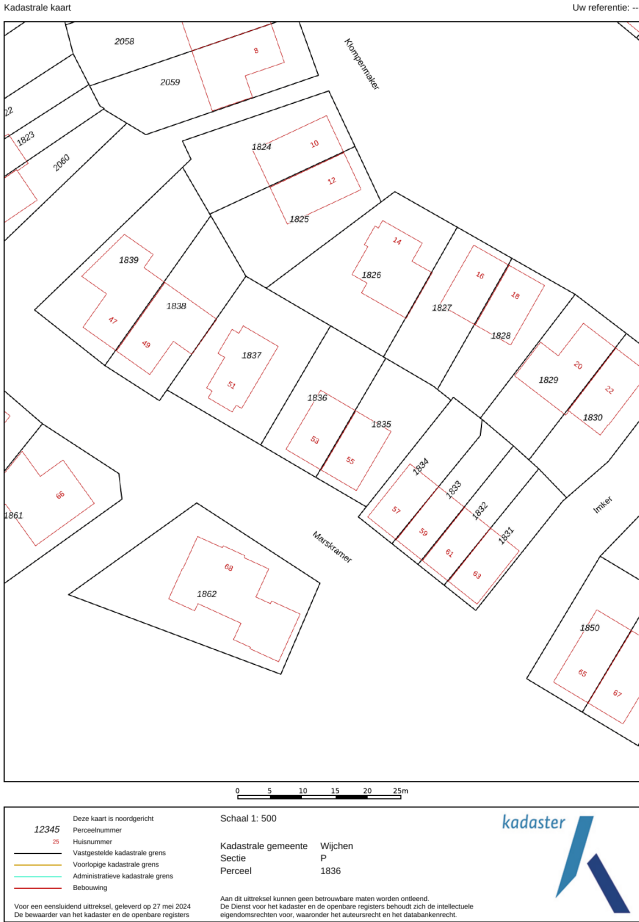 Kadastrale kaart
Uw referentie: --
2058
8
Klompenmaker
2059
22
1823
2060
1824
10
12
1825
14
1826
16
18
1827
1828
1839
1838
47
49
1837
51
20
22
1829
1830
1836
1835
53
55
1834
1833
1832
1831
57
59
61
63
Imker
66
1861
Marskramer
68
1862
1850
65
67
0 5 10 15 20 25m
Deze kaart is noordgericht
12345 Perceelnummer
25 Huisnummer
Vastgestelde kadastrale grens
Voorlopige kadastrale grens
Administratieve kadastrale grens
Bebouwing
Voor een eensluidend uittreksel, geleverd op 27 mei 2024
De bewaarder van het kadaster en de openbare registers
Schaal 1: 500
Kadastrale gemeente Wijchen
Sectie P
Perceel 1836
Aan dit uittreksel kunnen geen betrouwbare maten worden ontleend.
De Dienst voor het kadaster en de openbare registers behoudt zich de intellectuele
eigendomsrechten voor, waaronder het auteursrecht en het databankenrecht.
kadaster